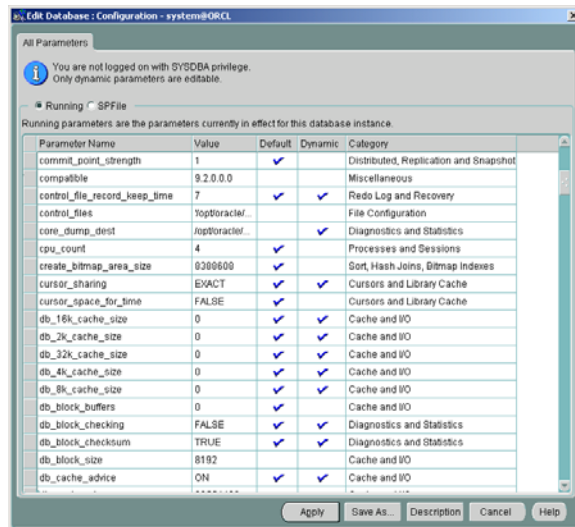 Edit Database : Configuration - system@ORCL
All Parameters
You are not logged on with SYSDBA privilege.
Only dynamic parameters are editable.
Running SPFile
Running parameters are the parameters currently in effect for this database instance.
Parameter Name Value Default Dynamic Category
commit_point_strength 1 Distributed, Replication and Snapshot
compatible 9.2.0.0.0 Miscellaneous
control_file_record_keep_time 7 Redo Log and Recovery
control_files '/opt/oracle/... File Configuration
core_dump_dest /opt/oracle/... Diagnostics and Statistics
cpu_count 4 Processes and Sessions
create_bitmap_area_size 8388608 Sort, Hash Joins, Bitmap Indexes
cursor_sharing EXACT Cursors and Library Cache
cursor_space_for_time FALSE Cursors and Library Cache
db_16k_cache_size 0 Cache and I/O
db_2k_cache_size 0 Cache and I/O
db_32k_cache_size 0 Cache and I/O
db_4k_cache_size 0 Cache and I/O
db_8k_cache_size 0 Cache and I/O
db_block_buffers 0 Cache and I/O
db_block_checking FALSE Diagnostics and Statistics
db_block_checksum TRUE Diagnostics and Statistics
db_block_size 8192 Cache and I/O
db_cache_advice ON Cache and I/O
Apply Save As... Description Cancel Help